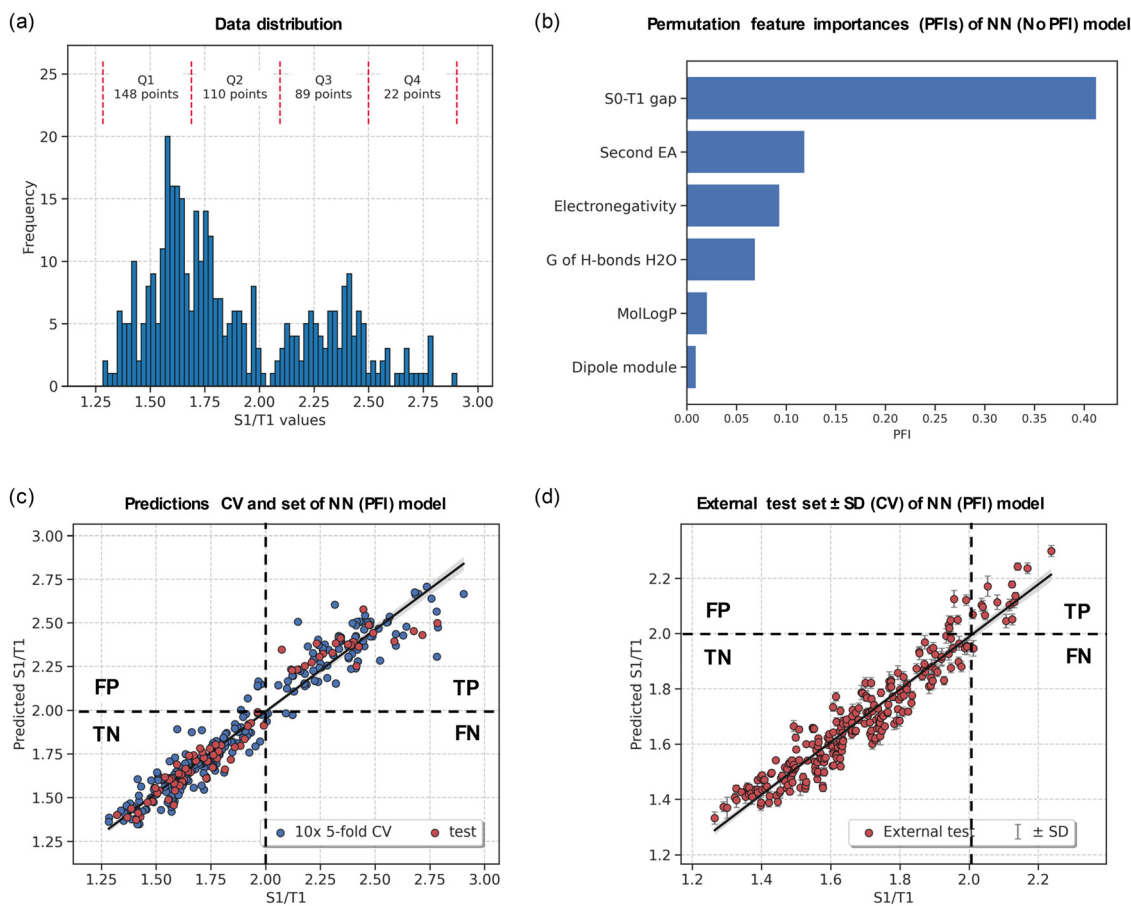 (a)
Data distribution
25
20
15
10
5
0
Frequency
Q1
148 points
Q2
110 points
Q3
89 points
Q4
22 points
1.25 1.50 1.75 2.00 2.25 2.50 2.75 3.00
S1/T1 values
(b)
Permutation feature importances (PFIs) of NN (No PFI) model
S0-T1 gap
Second EA
Electronegativity
G of H-bonds H2O
MolLogP
Dipole module
0.00 0.05 0.10 0.15 0.20 0.25 0.30 0.35 0.40
PFI
(c)
Predictions CV and set of NN (PFI) model
3.00
2.75
2.50
2.25
2.00
1.75
1.50
1.25
Predicted S1/T1
FP
TP
TN
FN
10x 5-fold CV
test
1.25 1.50 1.75 2.00 2.25 2.50 2.75 3.00
S1/T1
(d)
External test set ± SD (CV) of NN (PFI) model
2.2
2.0
1.8
1.6
1.4
1.2
Predicted S1/T1
FP
TP
TN
FN
External test
± SD
1.2 1.4 1.6 1.8 2.0 2.2
S1/T1